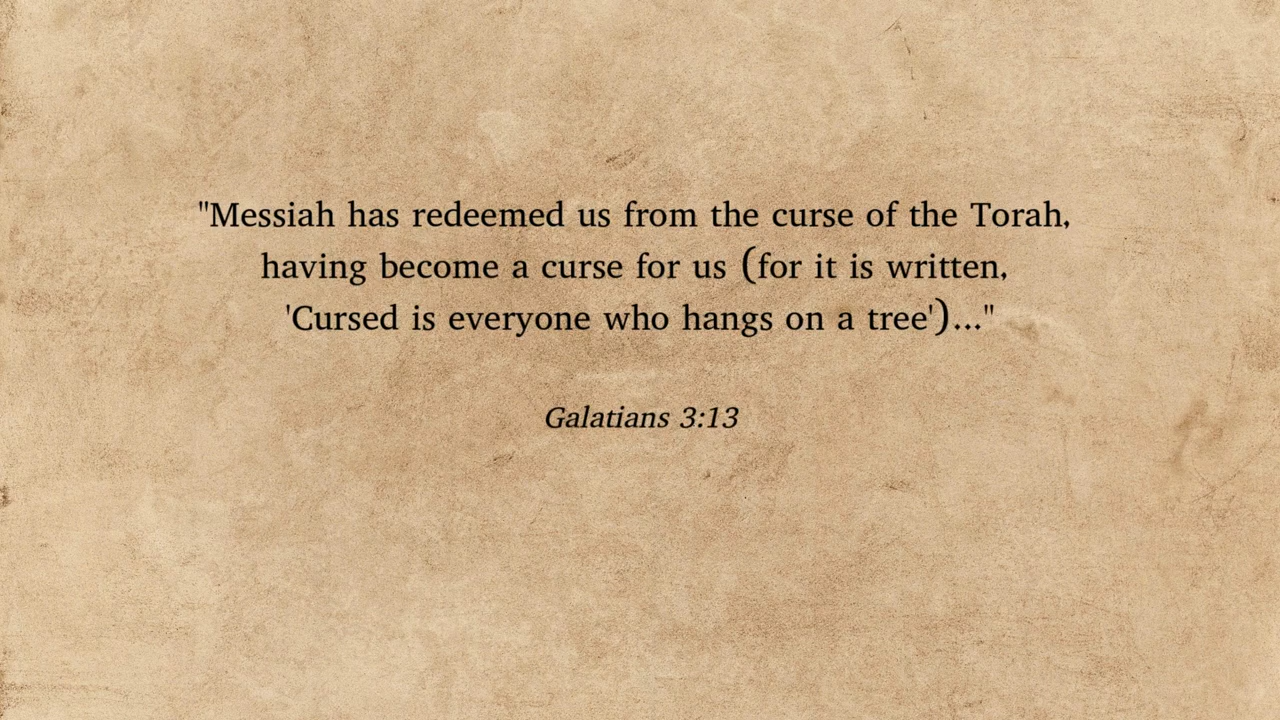 "Messiah has redeemed us from the curse of the Torah,
having become a curse for us (for it is written,
'Cursed is everyone who hangs on a tree')..."
Galatians 3:13